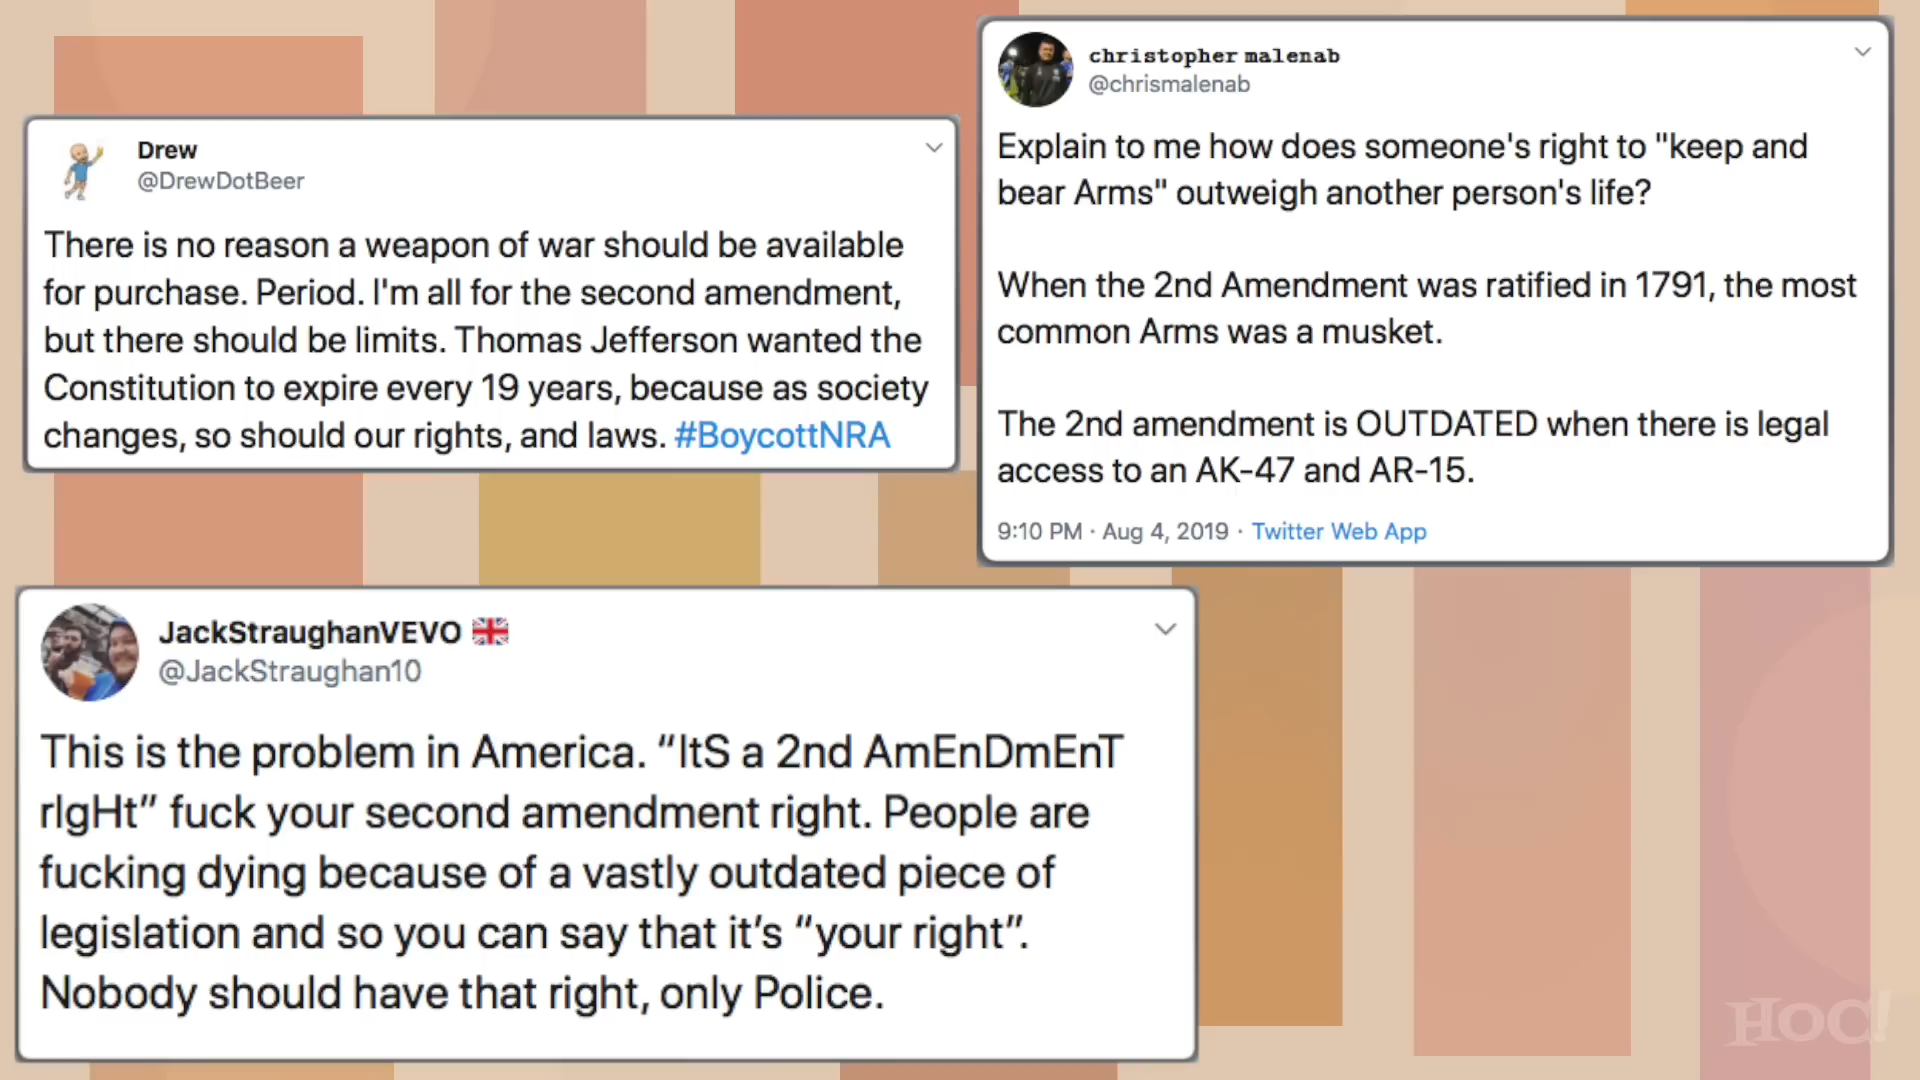 Drew
@DrewDotBeer
There is no reason a weapon of war should be available
for purchase. Period. I'm all for the second amendment,
but there should be limits. Thomas Jefferson wanted the
Constitution to expire every 19 years, because as society
changes, so should our rights, and laws. #BoycottNRA
christopher malenab
@chrismalenab
Explain to me how does someone's right to "keep and
bear Arms" outweigh another person's life?
When the 2nd Amendment was ratified in 1791, the most
common Arms was a musket.
The 2nd amendment is OUTDATED when there is legal
access to an AK-47 and AR-15.
9:10 PM · Aug 4, 2019 · Twitter Web App
JackStraughanVEVO 🇬🇧
@JackStraughan10
This is the problem in America. “ItS a 2nd AmEnDmEnT
rIgHt” fuck your second amendment right. People are
fucking dying because of a vastly outdated piece of
legislation and so you can say that it’s “your right”.
Nobody should have that right, only Police.
HOC!